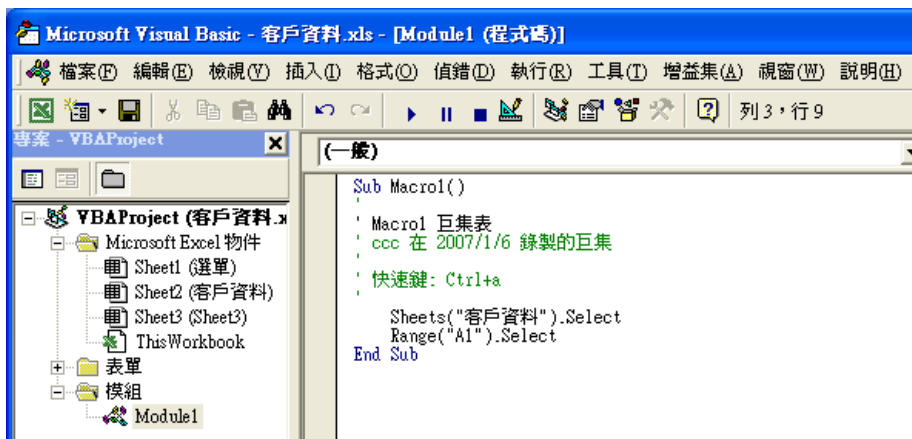 Microsoft Visual Basic - 客戶資料.xls - [Module1 (程式碼)]
檔案(F) 編輯(E) 檢視(V) 插入(I) 格式(O) 偵錯(D) 執行(R) 工具(T) 增益集(A) 視窗(W) 說明(H)
列 3，行 9
專案 - VBAProject
(一般)
VBAProject (客戶資料.x
Microsoft Excel 物件
Sheet1 (選單)
Sheet2 (客戶資料)
Sheet3 (Sheet3)
ThisWorkbook
表單
模組
Module1
Sub Macro1()
'
' Macro1 巨集表
' ccc 在 2007/1/6 錄製的巨集
'
' 快速鍵: Ctrl+a
'
Sheets("客戶資料").Select
Range("A1").Select
End Sub